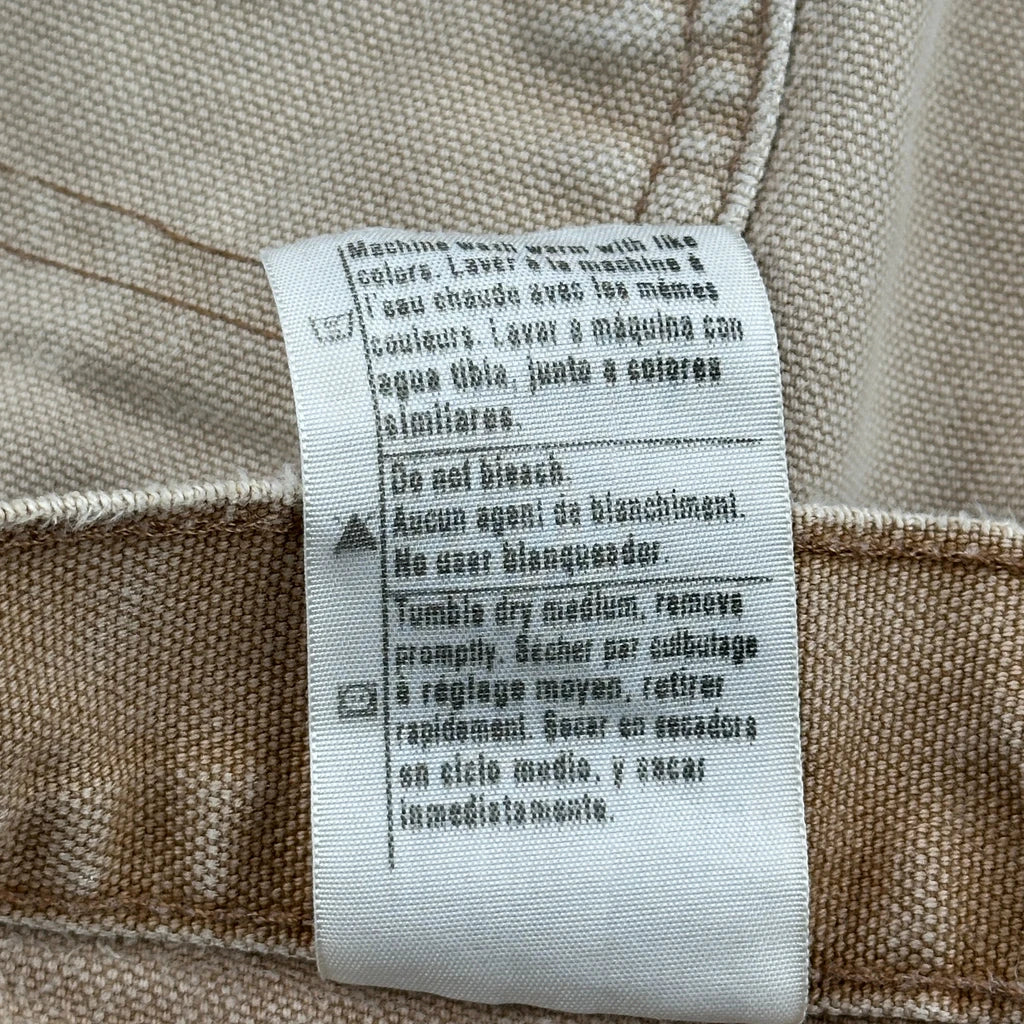 Machine wash warm with like
colors. Laver à la machine à
l'eau chaude avec les mêmes
couleurs. Lavar a máquina con
agua tibia, junto a colores
similares.
Do not bleach.
Aucun agent de blanchiment.
No usar blanqueador.
Tumble dry medium, remove
promptly. Sécher par culbutage
à réglage moyen, retirer
rapidement. Secar en secadora
en ciclo medio, y sacar
inmediatamente.